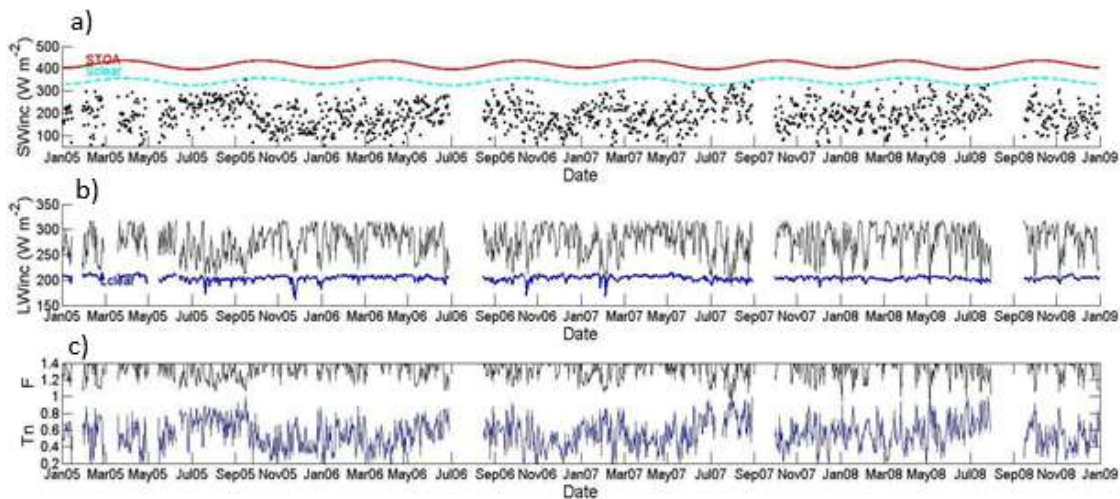 a)
500
STOA
400
Sclear
300
200
100
SWinc (W m⁻²)
Jan05 Mar05 May05 Jul05 Sep05 Nov05 Jan06 Mar06 May06 Jul06 Sep06 Nov06 Jan07 Mar07 May07 Jul07 Sep07 Nov07 Jan08 Mar08 May08 Jul08 Sep08 Nov08 Jan09
Date
b)
350
300
250
200
150
LWinc (W m⁻²)
Lclear
Jan05 Mar05 May05 Jul05 Sep05 Nov05 Jan06 Mar06 May06 Jul06 Sep06 Nov06 Jan07 Mar07 May07 Jul07 Sep07 Nov07 Jan08 Mar08 May08 Jul08 Sep08 Nov08 Jan09
Date
c)
1.4
1.2
1
0.8
0.6
0.4
0.2
F
Tn
Jan05 Mar05 May05 Jul05 Sep05 Nov05 Jan06 Mar06 May06 Jul06 Sep06 Nov06 Jan07 Mar07 May07 Jul07 Sep07 Nov07 Jan08 Mar08 May08 Jul08 Sep08 Nov08 Jan09
Date